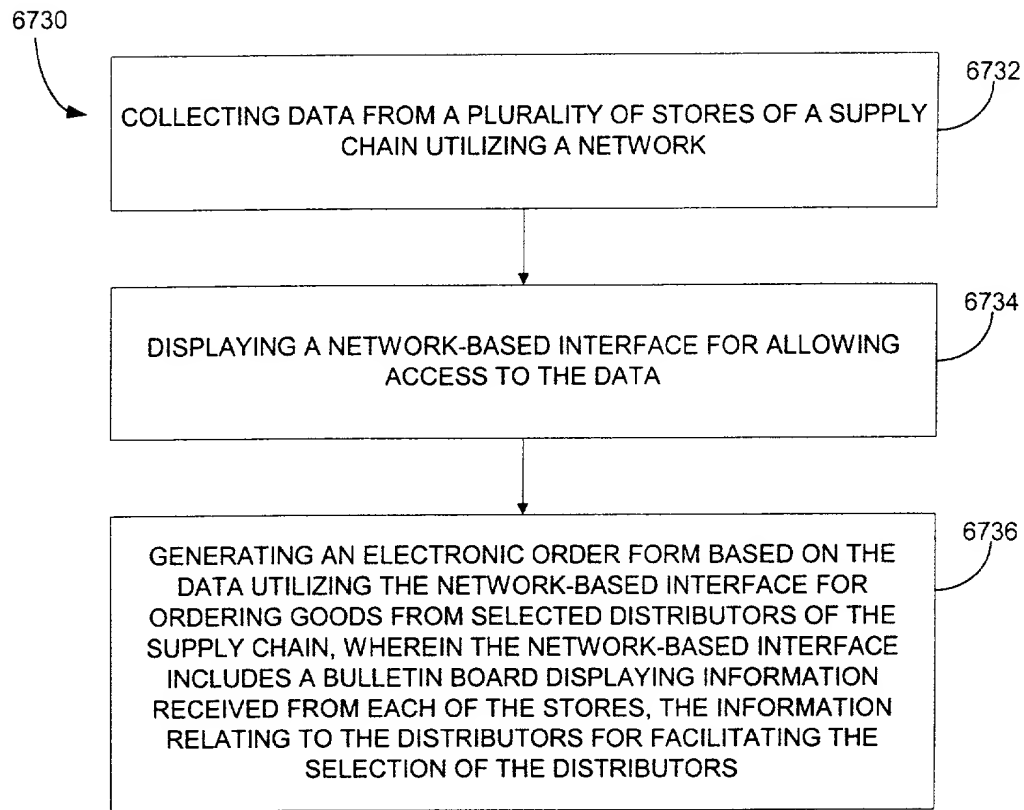 6730
6732
COLLECTING DATA FROM A PLURALITY OF STORES OF A SUPPLY
CHAIN UTILIZING A NETWORK
6734
DISPLAYING A NETWORK-BASED INTERFACE FOR ALLOWING
ACCESS TO THE DATA
6736
GENERATING AN ELECTRONIC ORDER FORM BASED ON THE
DATA UTILIZING THE NETWORK-BASED INTERFACE FOR
ORDERING GOODS FROM SELECTED DISTRIBUTORS OF THE
SUPPLY CHAIN, WHEREIN THE NETWORK-BASED INTERFACE
INCLUDES A BULLETIN BOARD DISPLAYING INFORMATION
RECEIVED FROM EACH OF THE STORES, THE INFORMATION
RELATING TO THE DISTRIBUTORS FOR FACILITATING THE
SELECTION OF THE DISTRIBUTORS